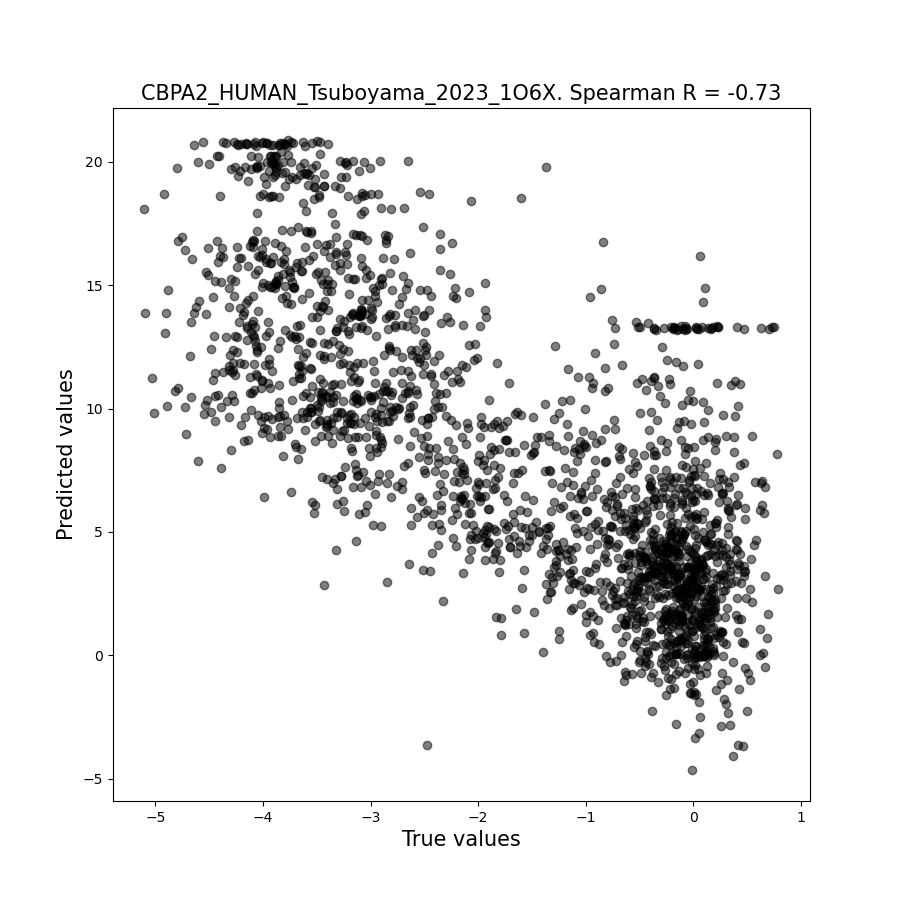 CBPA2_HUMAN_Tsuboyama_2023_1O6X. Spearman R = -0.73
20
15
10
5
0
−5
Predicted values
−5 −4 −3 −2 −1 0 1
True values